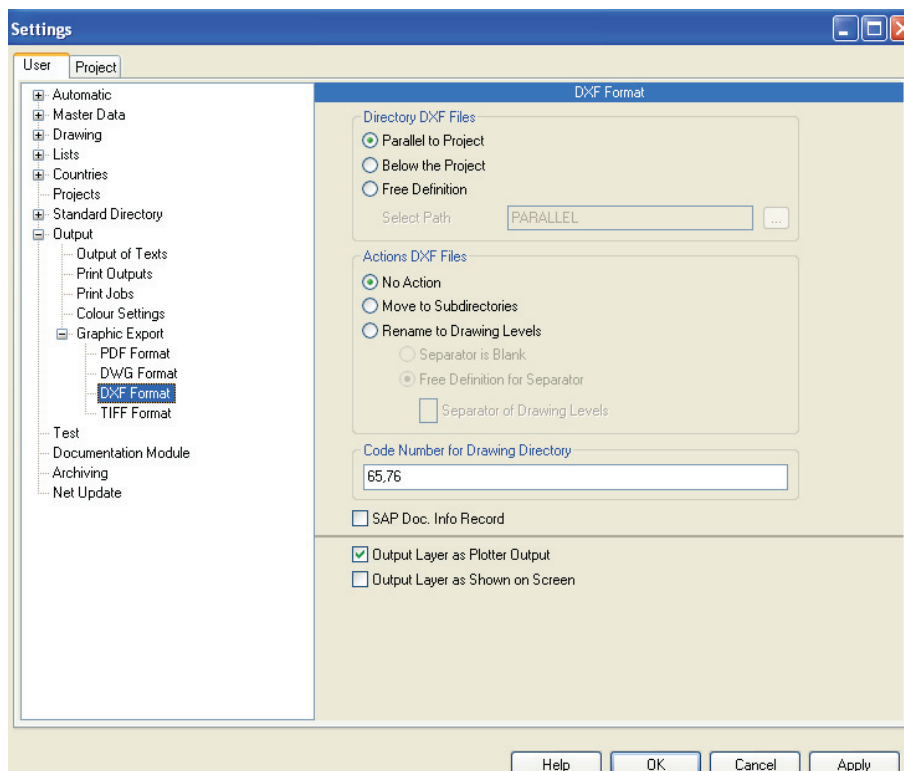 Settings
User
Project
Automatic
Master Data
Drawing
Lists
Countries
Projects
Standard Directory
Output
Output of Texts
Print Outputs
Print Jobs
Colour Settings
Graphic Export
PDF Format
DWG Format
DXF Format
TIFF Format
Test
Documentation Module
Archiving
Net Update
DXF Format
Directory DXF Files
Parallel to Project
Below the Project
Free Definition
Select Path PARALLEL ...
Actions DXF Files
No Action
Move to Subdirectories
Rename to Drawing Levels
Separator is Blank
Free Definition for Separator
Separator of Drawing Levels
Code Number for Drawing Directory
65,76
SAP Doc. Info Record
Output Layer as Plotter Output
Output Layer as Shown on Screen
Help OK Cancel Apply